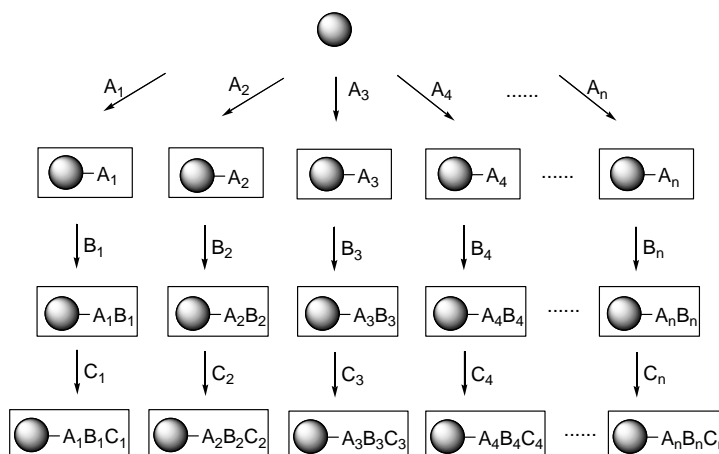 A₁ A₂ A₃ A₄ ...... Aₙ
A₁ A₂ A₃ A₄ ...... Aₙ
B₁ B₂ B₃ B₄ Bₙ
A₁B₁ A₂B₂ A₃B₃ A₄B₄ ...... AₙBₙ
C₁ C₂ C₃ C₄ Cₙ
A₁B₁C₁ A₂B₂C₂ A₃B₃C₃ A₄B₄C₄ ...... AₙBₙCₙ